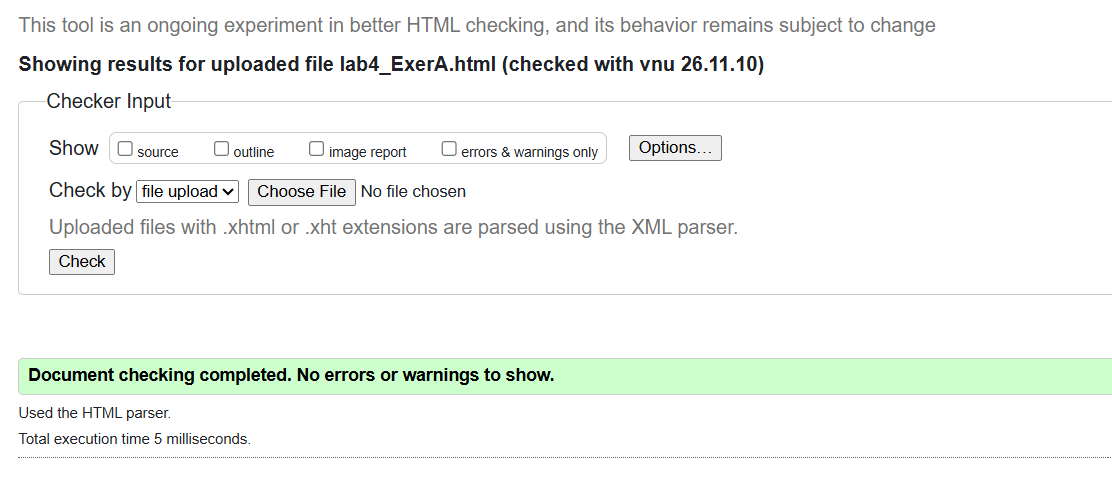 This tool is an ongoing experiment in better HTML checking, and its behavior remains subject to change
Showing results for uploaded file lab4_ExerA.html (checked with vnu 26.11.10)
Checker Input
Show source outline image report errors & warnings only Options...
Check by file upload Choose File No file chosen
Uploaded files with .xhtml or .xht extensions are parsed using the XML parser.
Check
Document checking completed. No errors or warnings to show.
Used the HTML parser.
Total execution time 5 milliseconds.